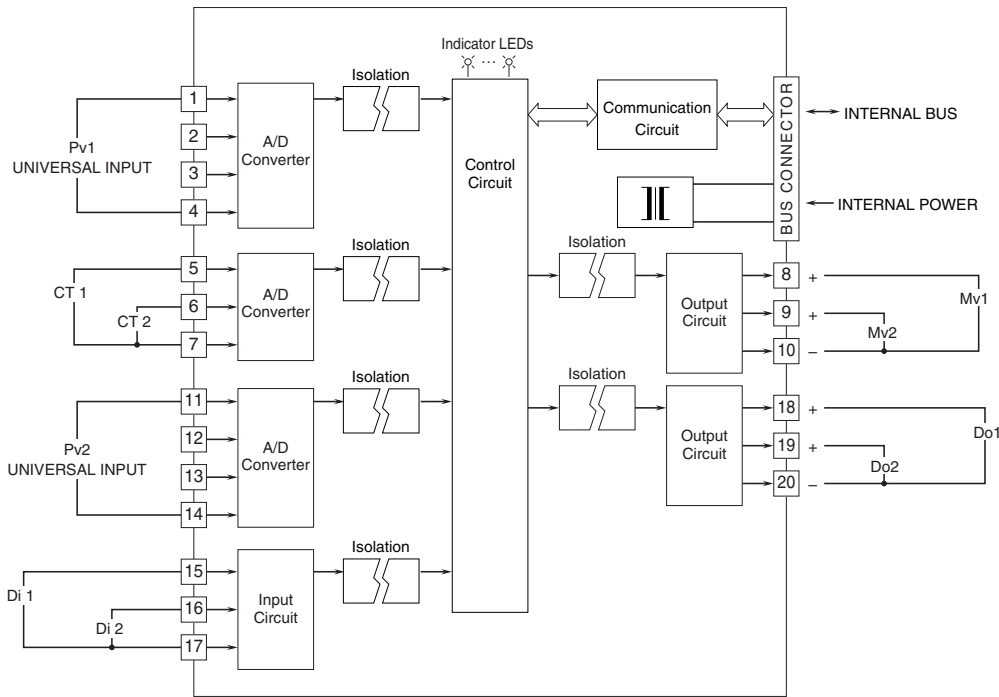 Indicator LEDs
...
Isolation
1
2
3
4
Pv1
UNIVERSAL INPUT
A/D
Converter
Control
Circuit
Communication
Circuit
BUS CONNECTOR
INTERNAL BUS
INTERNAL POWER
Isolation
5
6
7
CT 1
CT 2
A/D
Converter
Isolation
Output
Circuit
8 +
9 +
10 –
Mv1
Mv2
Isolation
11
12
13
14
Pv2
UNIVERSAL INPUT
A/D
Converter
Isolation
Output
Circuit
18 +
19 +
20 –
Do1
Do2
Isolation
15
16
17
Di 1
Di 2
Input
Circuit